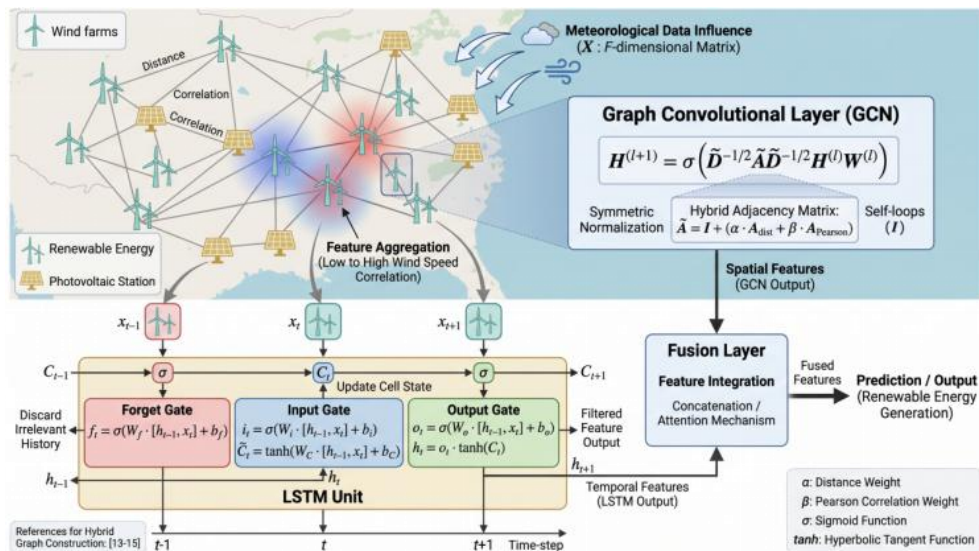 Wind farms
Distance
Correlation
Correlation
Renewable Energy
Photovoltaic Station
Feature Aggregation
(Low to High Wind Speed
Correlation)
Meteorological Data Influence
(X : F-dimensional Matrix)
Graph Convolutional Layer (GCN)
H^(l+1) = σ(D̃^-1/2 ÃD̃^-1/2 H^(l) W^(l))
Symmetric
Normalization
Hybrid Adjacency Matrix:
Ã = I + (α · A_dist + β · A_Pearson)
Self-loops
(I)
Spatial Features
(GCN Output)
x_t-1
x_t
x_t+1
C_t-1
σ
C_t
σ
C_t+1
Update Cell State
Forget Gate
f_t = σ(W_f · [h_t-1, x_t] + b_f)
Input Gate
i_t = σ(W_i · [h_t-1, x_t] + b_i)
C̃_t = tanh(W_C · [h_t-1, x_t] + b_C)
Output Gate
o_t = σ(W_o · [h_t-1, x_t] + b_o)
h_t = o_t · tanh(C_t)
Discard
Irrelevant
History
Filtered
Feature
Output
h_t-1
h_t
h_t+1
LSTM Unit
Temporal Features
(LSTM Output)
Fusion Layer
Feature Integration
Concatenation /
Attention Mechanism
Fused
Features
Prediction / Output
(Renewable Energy
Generation)
References for Hybrid
Graph Construction: [13-15]
t-1
t
t+1
Time-step
α: Distance Weight
β: Pearson Correlation Weight
σ: Sigmoid Function
tanh: Hyperbolic Tangent Function